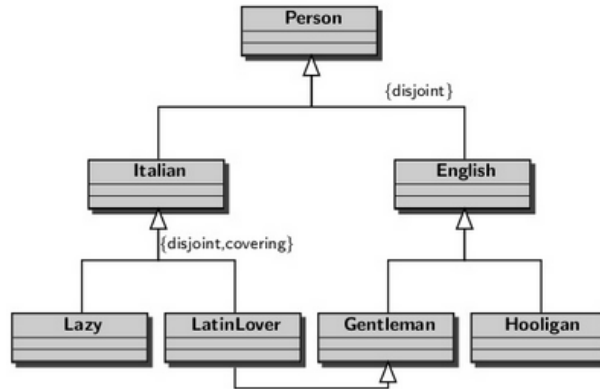 Person
{disjoint}
Italian
English
{disjoint,covering}
Lazy
LatinLover
Gentleman
Hooligan